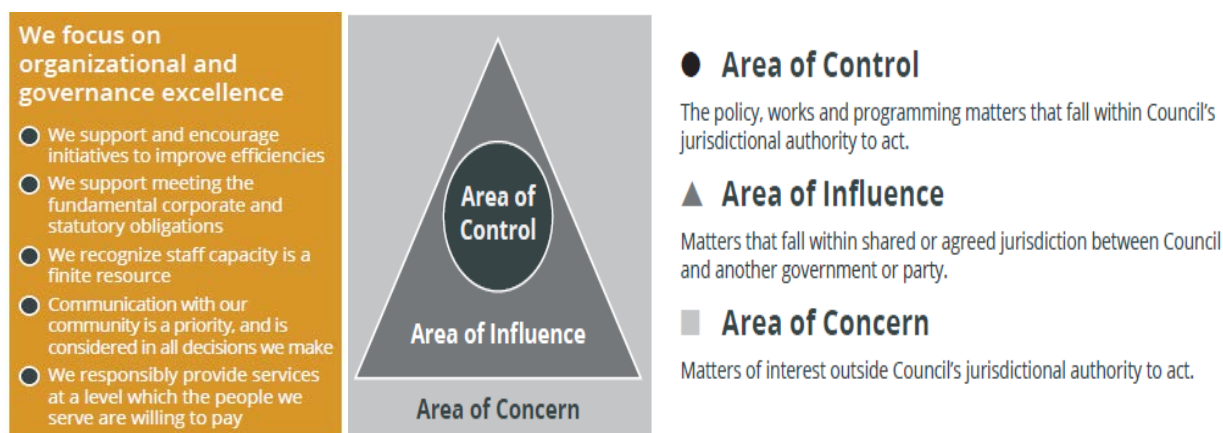 We focus on
organizational and
governance excellence
We support and encourage
initiatives to improve efficiencies
We support meeting the
fundamental corporate and
statutory obligations
We recognize staff capacity is a
finite resource
Communication with our
community is a priority, and is
considered in all decisions we make
We responsibly provide services
at a level which the people we
serve are willing to pay
Area of
Control
Area of Influence
Area of Concern
Area of Control
The policy, works and programming matters that fall within Council’s
jurisdictional authority to act.
Area of Influence
Matters that fall within shared or agreed jurisdiction between Council
and another government or party.
Area of Concern
Matters of interest outside Council’s jurisdictional authority to act.